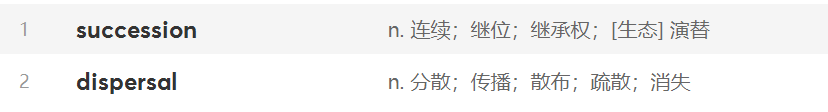 1 succession n. 连续；继位；继承权；[生态] 演替
2 dispersal n. 分散；传播；散布；疏散；消失